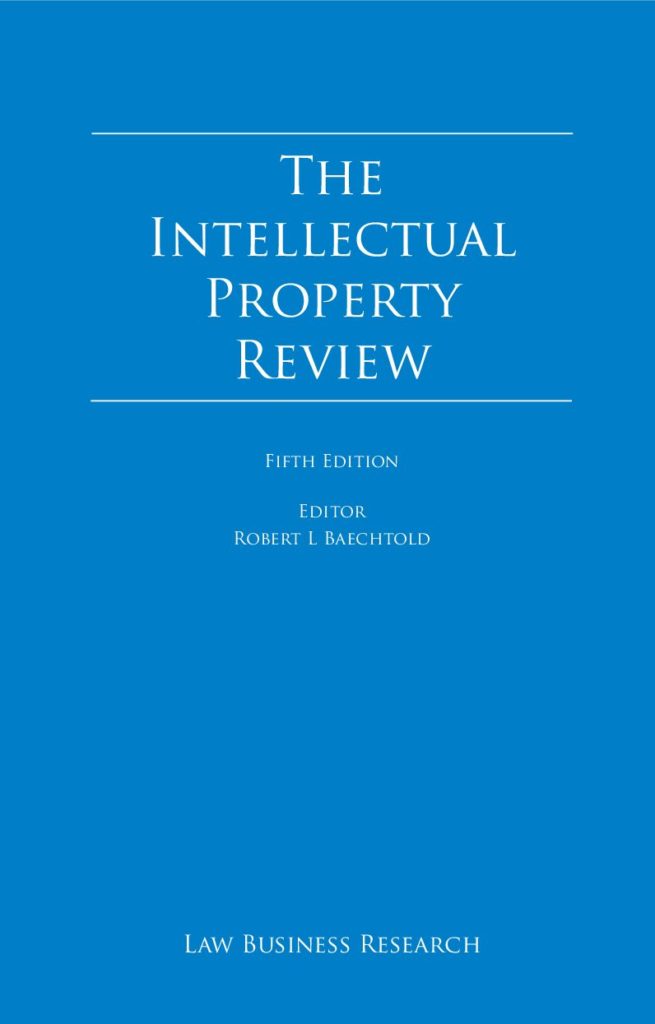 The
Intellectual
Property
Review
Fifth Edition
Editor
Robert L Baechtold
Law Business Research